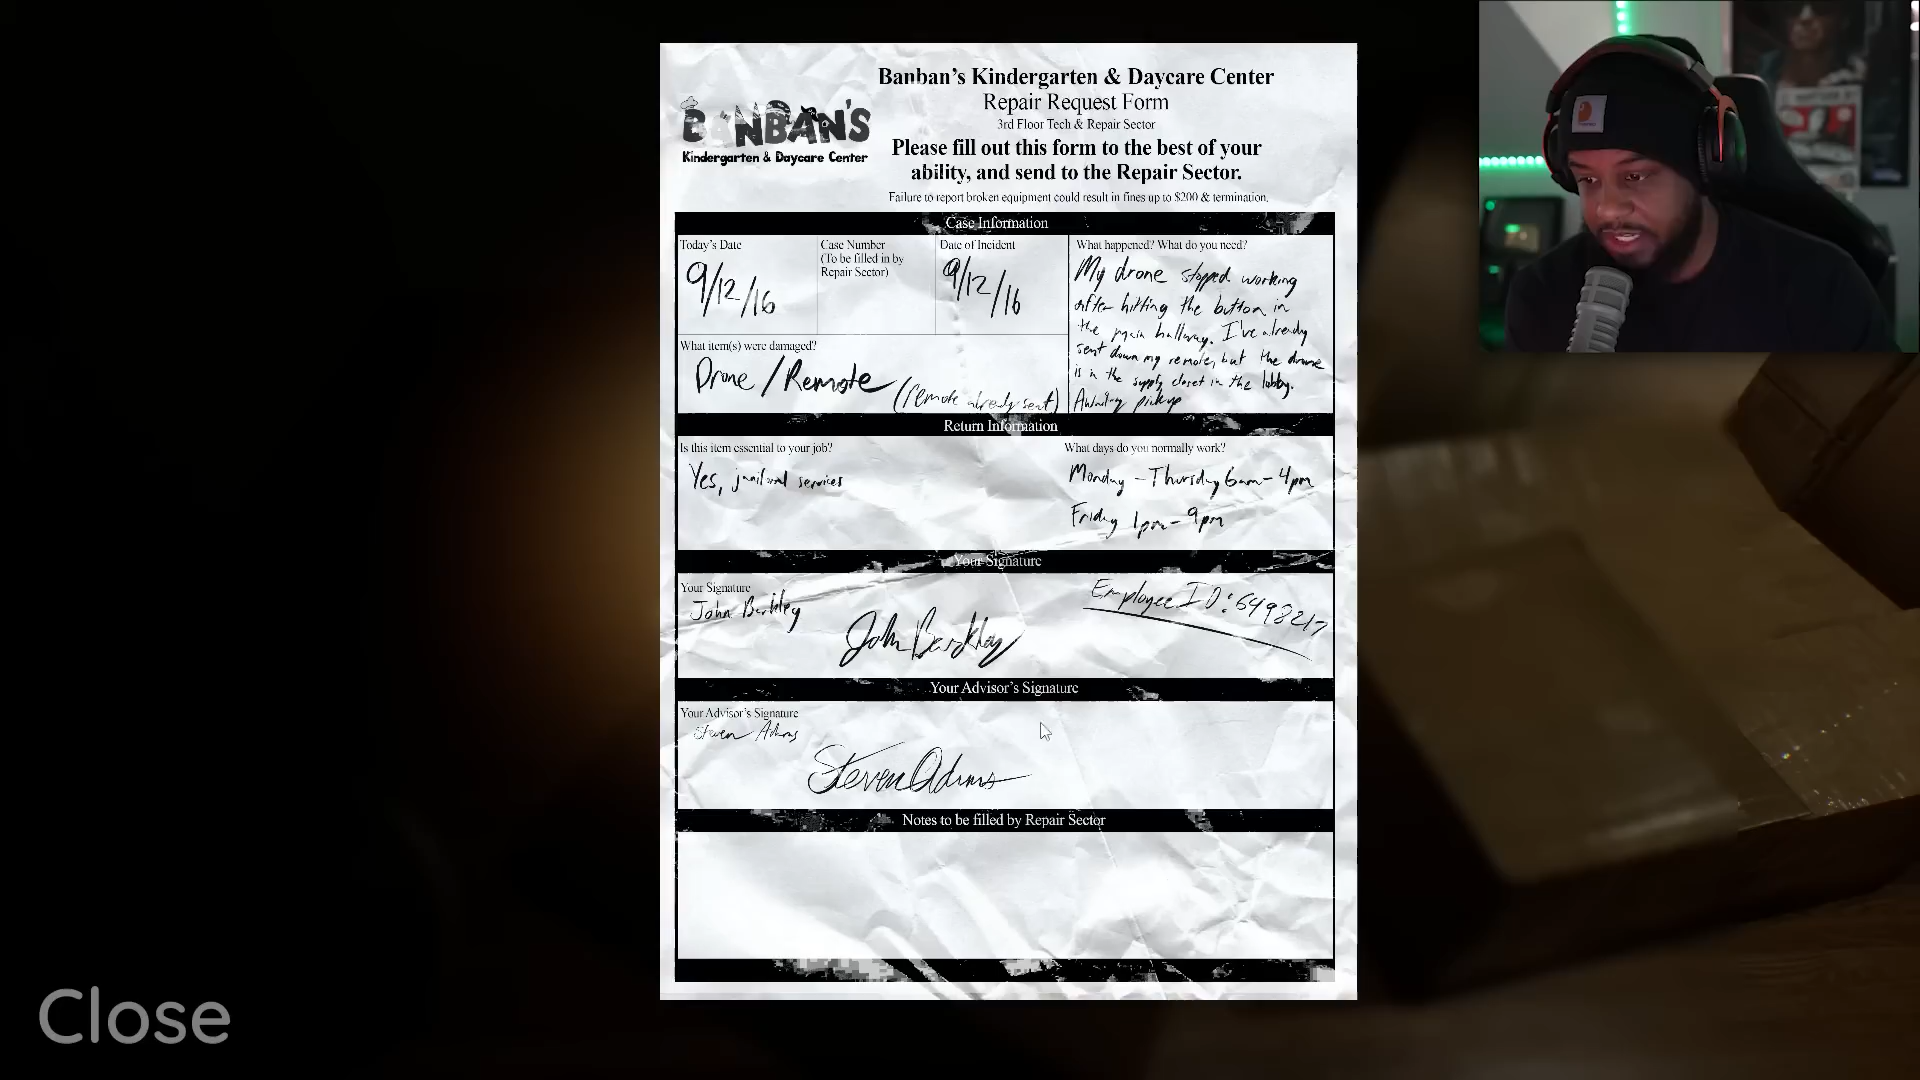 BANBAN'S
Kindergarten & Daycare Center
Banban's Kindergarten & Daycare Center
Repair Request Form
3rd Floor Tech & Repair Sector
Please fill out this form to the best of your
ability, and send to the Repair Sector.
Failure to report broken equipment could result in fines up to $200 & termination.
Case Information
Today's Date
9/12/16
Case Number
(To be filled in by
Repair Sector)
Date of Incident
9/12/16
What happened? What do you need?
My drone stopped working
after hitting the button in
the main hallway. I've already
sent down my remote, but the drone
is in the supply closet in the lobby.
Awaiting pickup
What item(s) were damaged?
Drone / Remote (remote already sent)
Return Information
Is this item essential to your job?
Yes, janitorial services
What days do you normally work?
Monday - Thursday 6am - 4pm
Friday 1pm - 9pm
Your Signature
Your Signature
John Barkley
John Barkley
Employee ID: 6498217
Your Advisor's Signature
Your Advisor's Signature
Steven Adams
Steven Adams
Notes to be filled by Repair Sector
Close